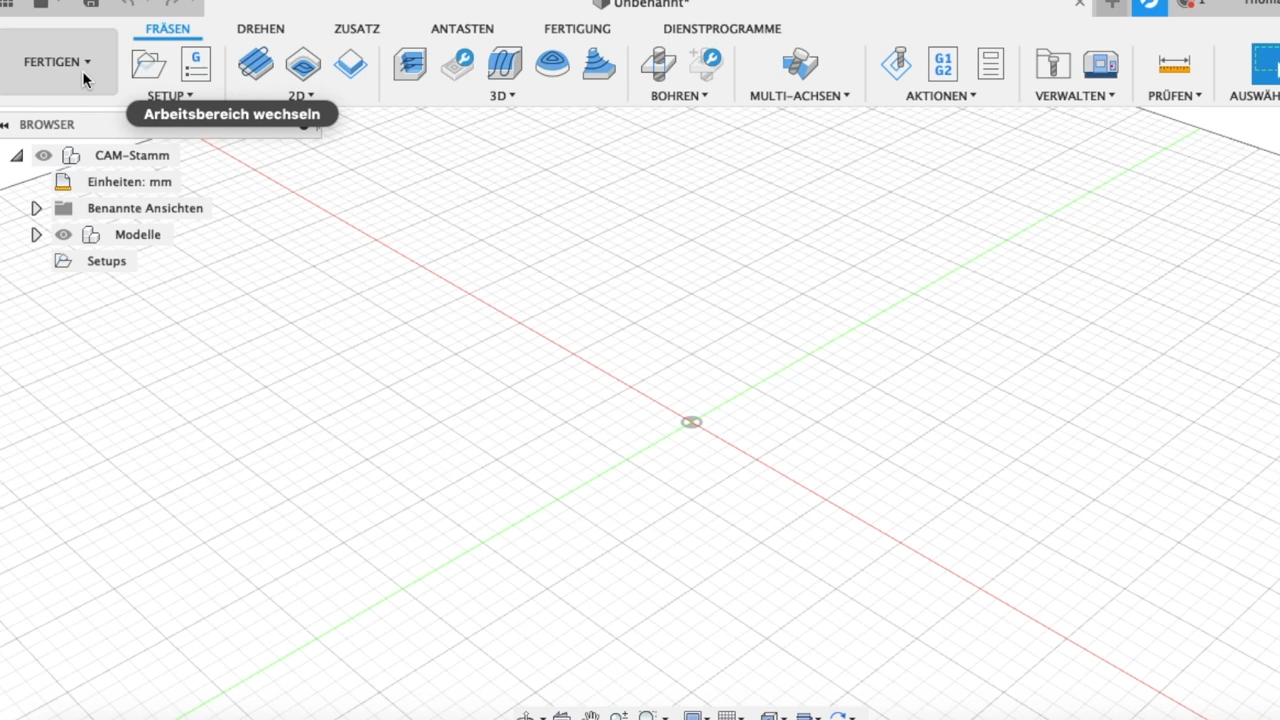 Unbenannt*
FRÄSEN DREHEN ZUSATZ ANTASTEN FERTIGUNG DIENSTPROGRAMME
FERTIGEN
G
G1
G2
SETUP 2D 3D BOHREN MULTI-ACHSEN AKTIONEN VERWALTEN PRÜFEN AUSWÄH
Arbeitsbereich wechseln
BROWSER
CAM-Stamm
Einheiten: mm
Benannte Ansichten
Modelle
Setups